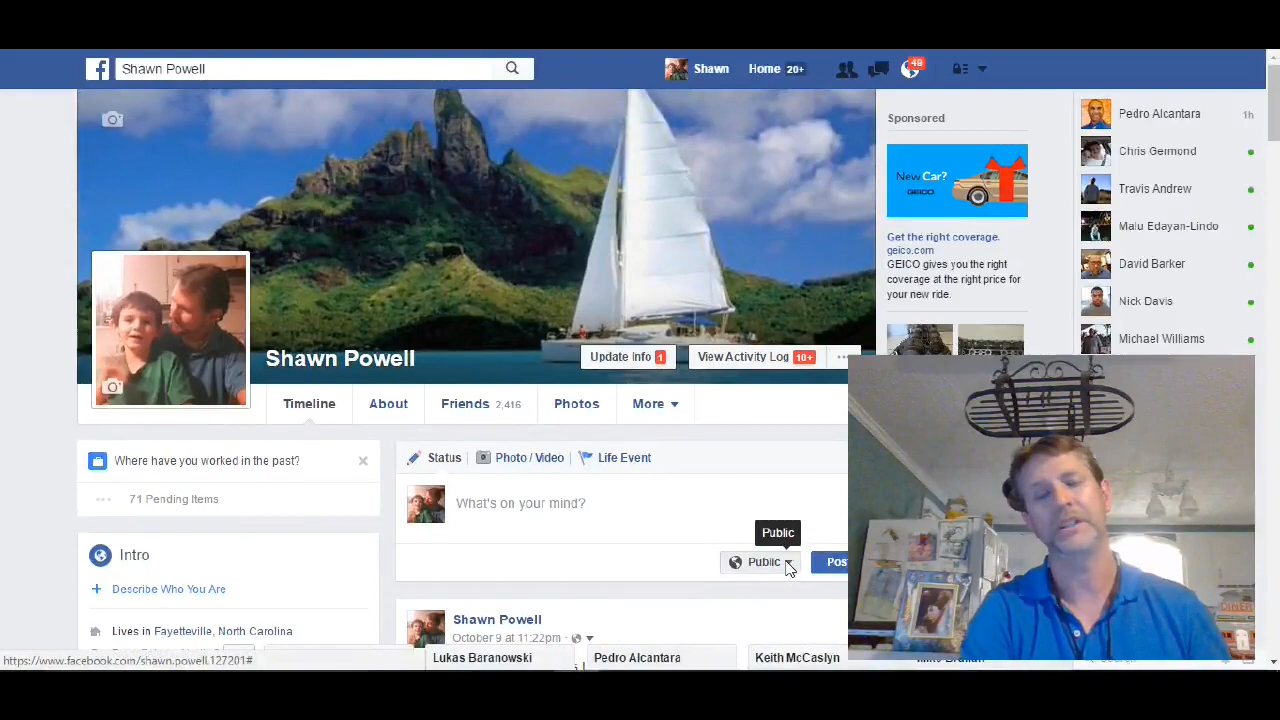 Shawn Powell
Shawn
Home 20+
49
Sponsored
New Car?
GEICO
Get the right coverage.
geico.com
GEICO gives you the right
coverage at the right price for
your new ride.
Pedro Alcantara 1h
Chris Germond
Travis Andrew
Malu Edayan-Lindo
David Barker
Nick Davis
Michael Williams
Shawn Powell
Update Info 1
View Activity Log 10+
Timeline
About
Friends 2,416
Photos
More
Where have you worked in the past?
71 Pending Items
Status
Photo / Video
Life Event
What's on your mind?
Public
Public
Pos
Intro
Describe Who You Are
Lives in Fayetteville, North Carolina
Shawn Powell
October 9 at 11:22pm
https://www.facebook.com/shawn.powell.127201#
Lukas Baranowski
Pedro Alcantara
Keith McCaslyn
DINER